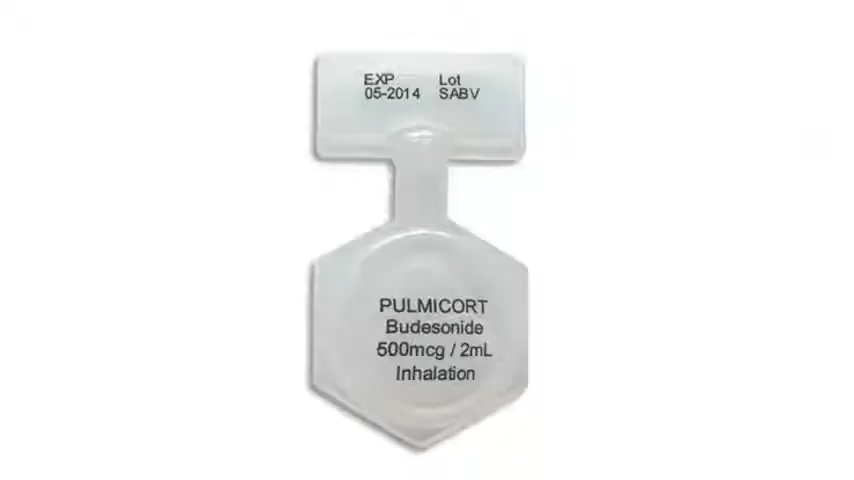 EXP Lot
05-2014 SABV
PULMICORT
Budesonide
500mcg / 2mL
Inhalation